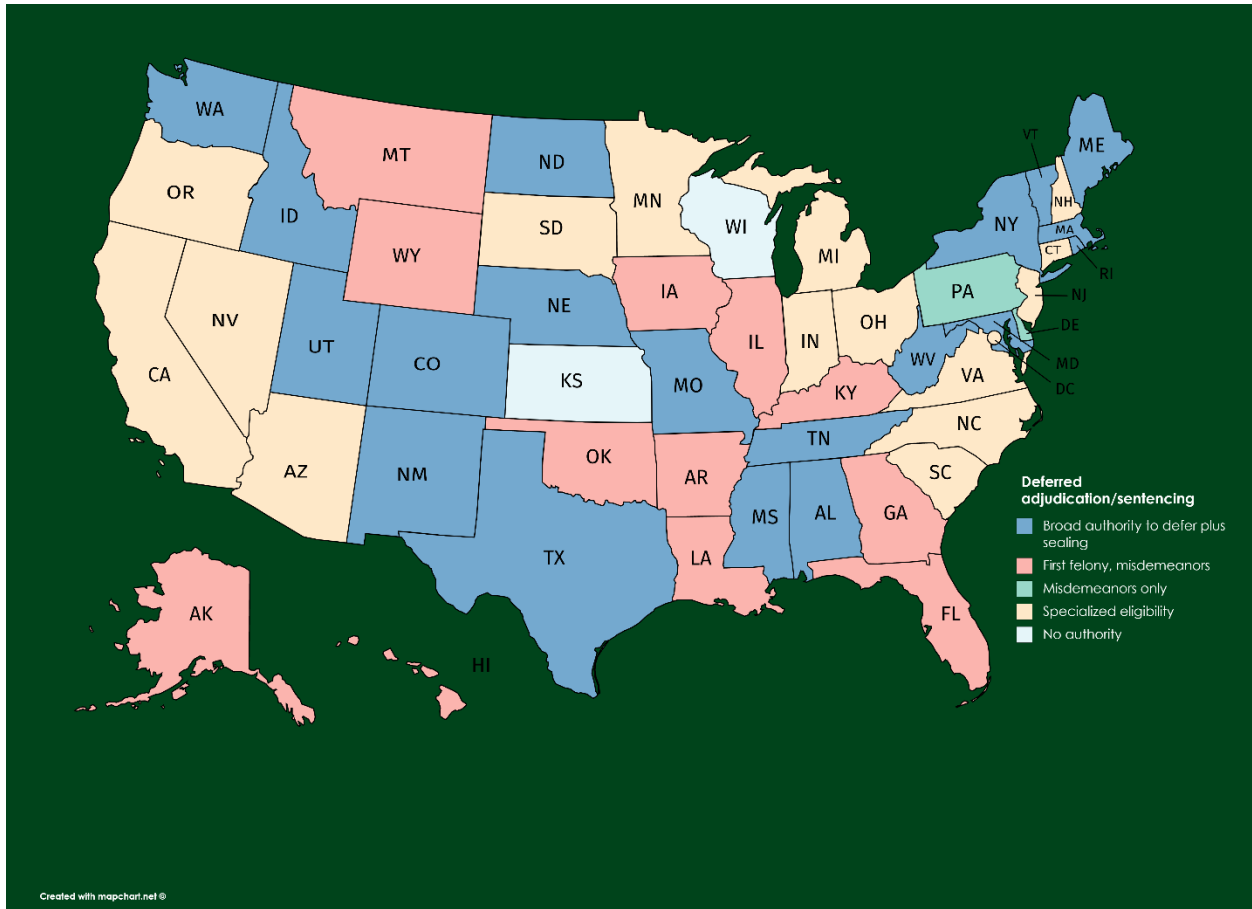 WA
MT
ND
MN
OR
ID
SD
WI
WY
MI
VT
ME
NH
NY
MA
CT
RI
NV
NE
IA
PA
NJ
UT
CO
IL
IN
OH
DE
CA
KS
MO
WV
MD
KY
VA
DC
AZ
NM
OK
TN
NC
AR
SC
MS
AL
GA
TX
LA
FL
AK
HI
Deferred
adjudication/sentencing
Broad authority to defer plus
sealing
First felony, misdemeanors
Misdemeanors only
Specialized eligibility
No authority
Created with mapchart.net ©